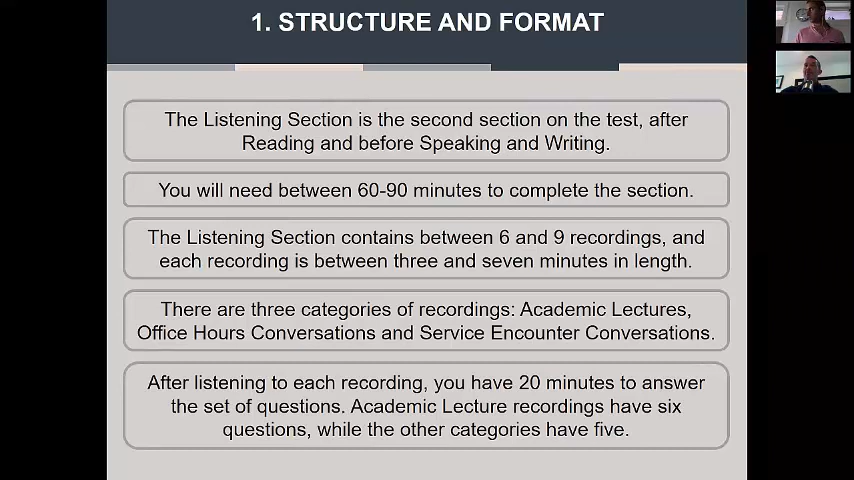 1. STRUCTURE AND FORMAT
The Listening Section is the second section on the test, after
Reading and before Speaking and Writing.
You will need between 60-90 minutes to complete the section.
The Listening Section contains between 6 and 9 recordings, and
each recording is between three and seven minutes in length.
There are three categories of recordings: Academic Lectures,
Office Hours Conversations and Service Encounter Conversations.
After listening to each recording, you have 20 minutes to answer
the set of questions. Academic Lecture recordings have six
questions, while the other categories have five.